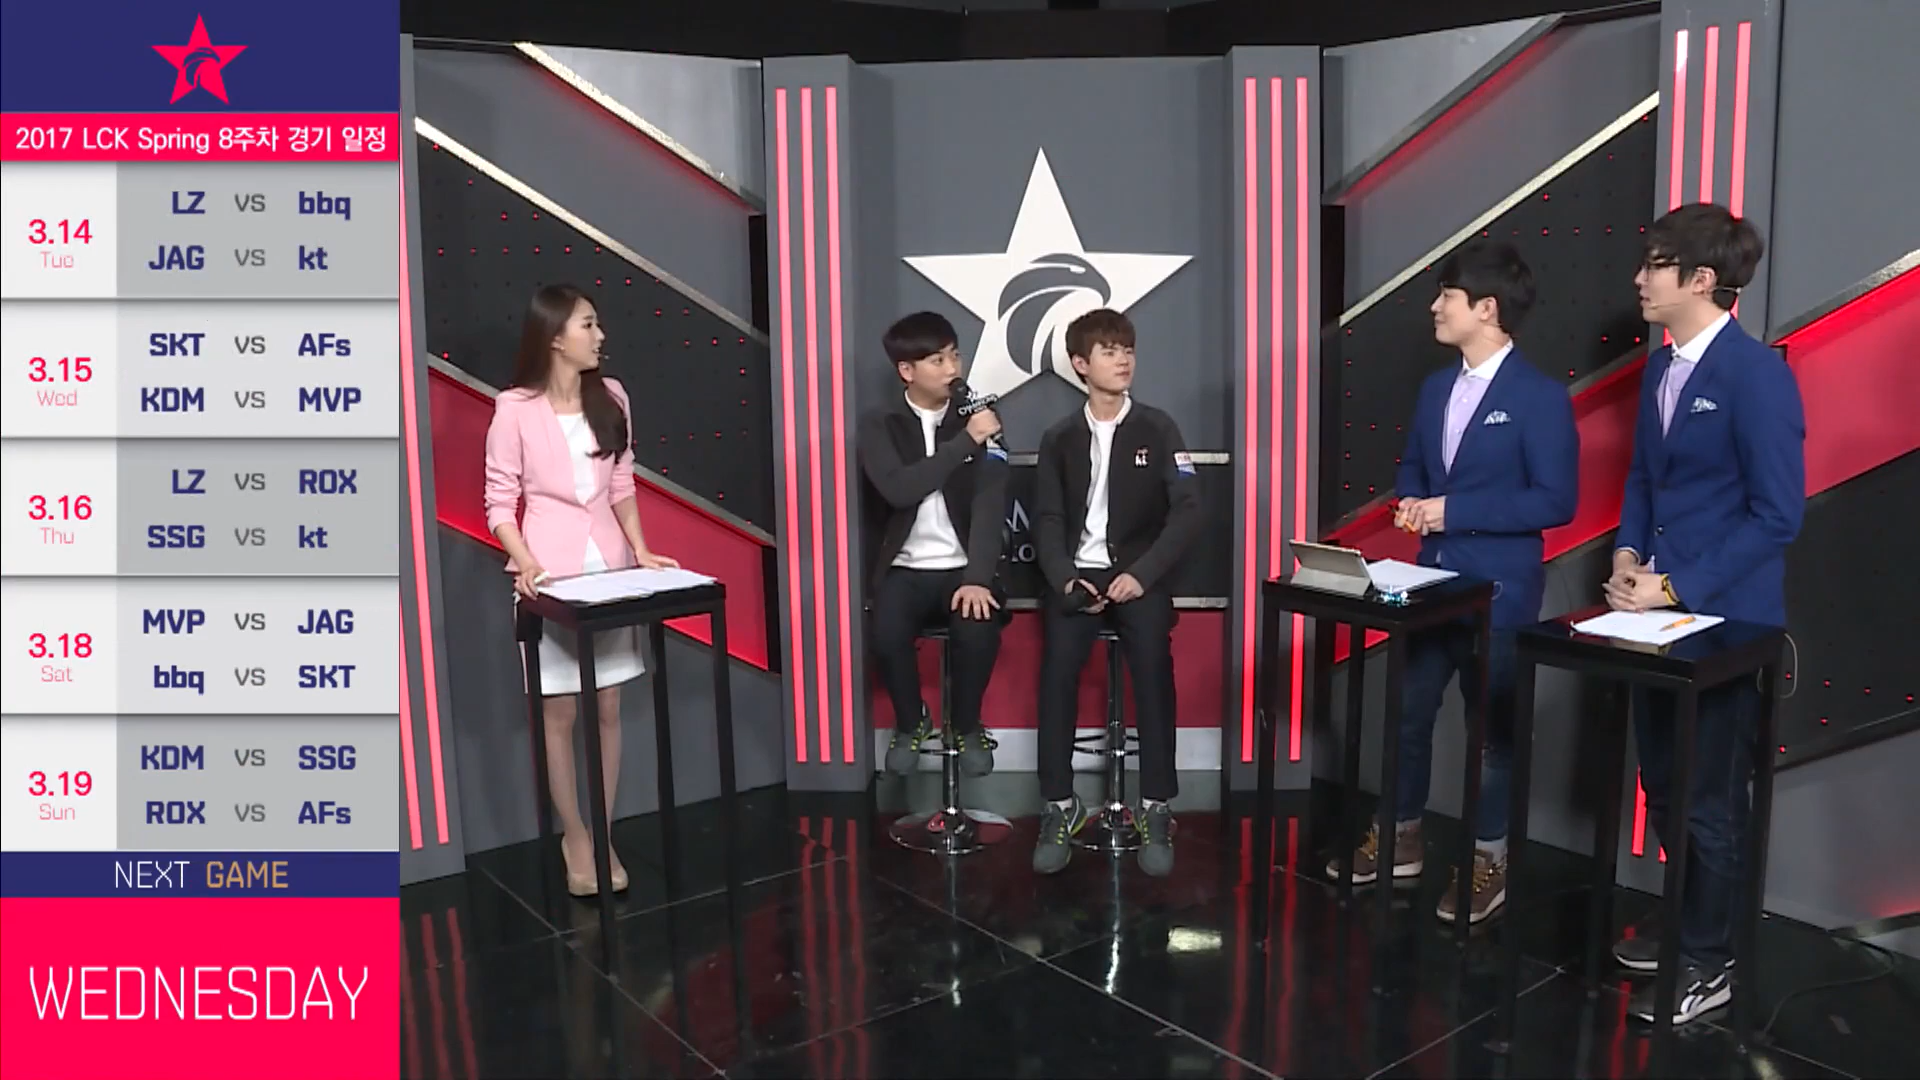 2017 LCK Spring 8주차 경기 일정
3.14
Tue
LZ VS bbq
JAG VS kt
3.15
Wed
SKT VS AFs
KDM VS MVP
3.16
Thu
LZ VS ROX
SSG VS kt
3.18
Sat
MVP VS JAG
bbq VS SKT
3.19
Sun
KDM VS SSG
ROX VS AFs
NEXT GAME
WEDNESDAY
kt